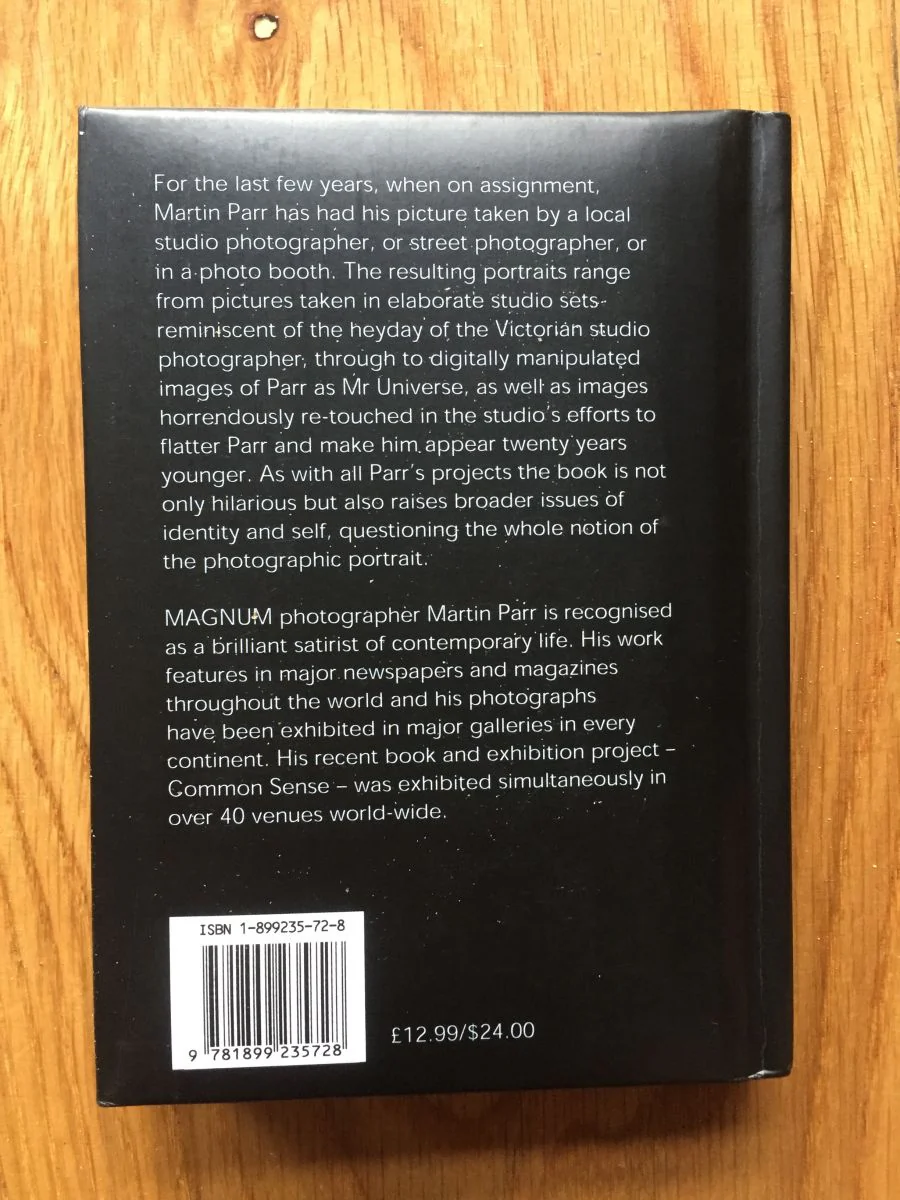 For the last few years, when on assignment,
Martin Parr has had his picture taken by a local
studio photographer, or street photographer, or
in a photo booth. The resulting portraits range
from pictures taken in elaborate studio sets
reminiscent of the heyday of the Victorian studio
photographer, through to digitally manipulated
images of Parr as Mr Universe, as well as images
horrendously re-touched in the studio's efforts to
flatter Parr and make him appear twenty years
younger. As with all Parr's projects the book is not
only hilarious but also raises broader issues of
identity and self, questioning the whole notion of
the photographic portrait.
MAGNUM photographer Martin Parr is recognised
as a brilliant satirist of contemporary life. His work
features in major newspapers and magazines
throughout the world and his photographs
have been exhibited in major galleries in every
continent. His recent book and exhibition project –
Common Sense – was exhibited simultaneously in
over 40 venues world-wide.
ISBN 1-899235-72-8
9 781899 235728
£12.99/$24.00